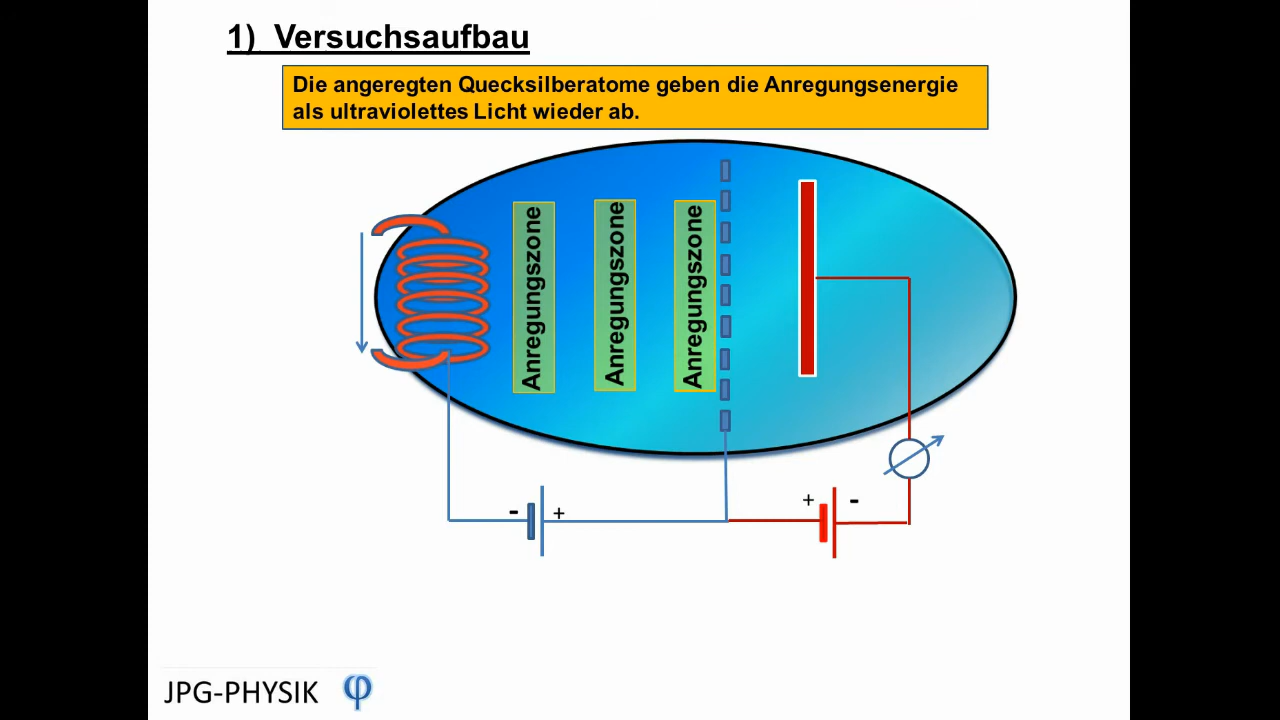 1) Versuchsaufbau
Die angeregten Quecksilberatome geben die Anregungsenergie
als ultraviolettes Licht wieder ab.
Anregungszone
Anregungszone
Anregungszone
- +
+ -
JPG-PHYSIK φ